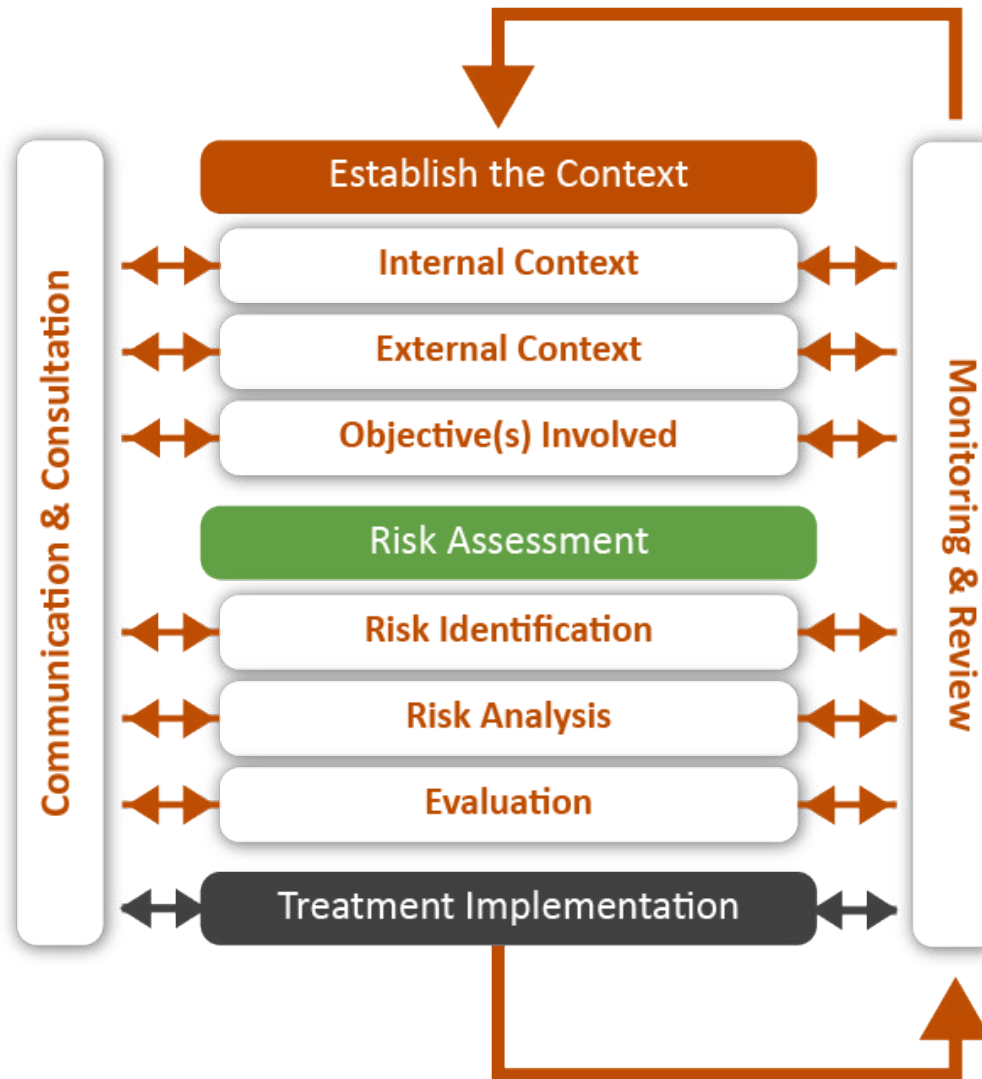 Establish the Context
Internal Context
External Context
Objective(s) Involved
Risk Assessment
Risk Identification
Risk Analysis
Evaluation
Treatment Implementation
Communication & Consultation
Monitoring & Review